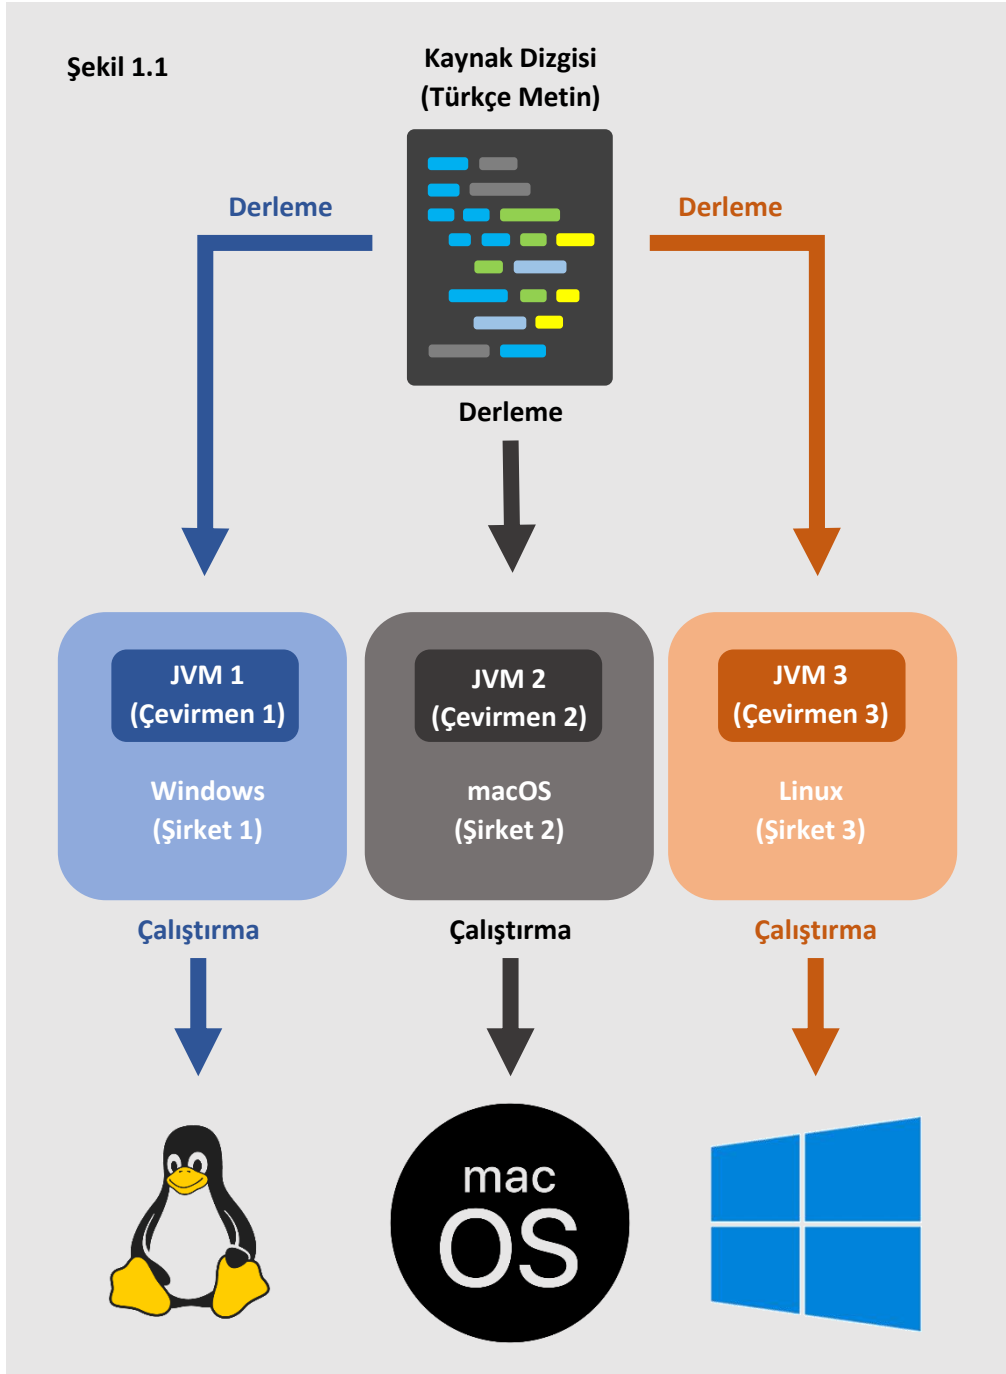 Şekil 1.1
Kaynak Dizgisi
(Türkçe Metin)
Derleme
Derleme
Derleme
JVM 1
(Çevirmen 1)
Windows
(Şirket 1)
JVM 2
(Çevirmen 2)
macOS
(Şirket 2)
JVM 3
(Çevirmen 3)
Linux
(Şirket 3)
Çalıştırma
Çalıştırma
Çalıştırma
mac
OS